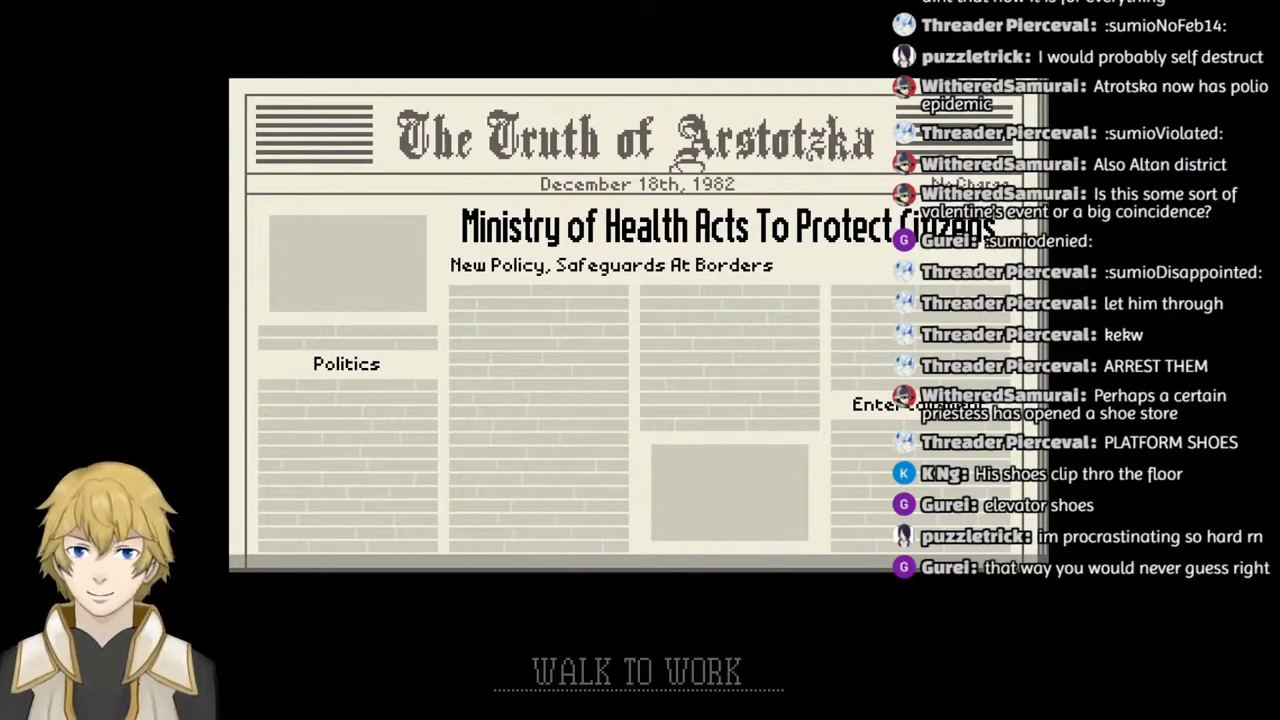 Threader Pierceval: :sumioNoFeb14:
puzzletrick: I would probably self destruct
WitheredSamurai: Atrotska now has polio
epidemic
Threader Pierceval: :sumioViolated:
WitheredSamurai: Also Altan district
WitheredSamurai: Is this some sort of
valentine's event or a big coincidence?
Gurei: :sumiodenied:
Threader Pierceval: :sumioDisappointed:
Threader Pierceval: let him through
Threader Pierceval: kekw
Threader Pierceval: ARREST THEM
WitheredSamurai: Perhaps a certain
priestess has opened a shoe store
Threader Pierceval: PLATFORM SHOES
K Ng: His shoes clip thro the floor
Gurei: elevator shoes
puzzletrick: im procrastinating so hard rn
Gurei: that way you would never guess right
The Truth of Arstotzka
December 18th, 1982
Ministry of Health Acts To Protect Citizens
New Policy, Safeguards At Borders
Politics
WALK TO WORK